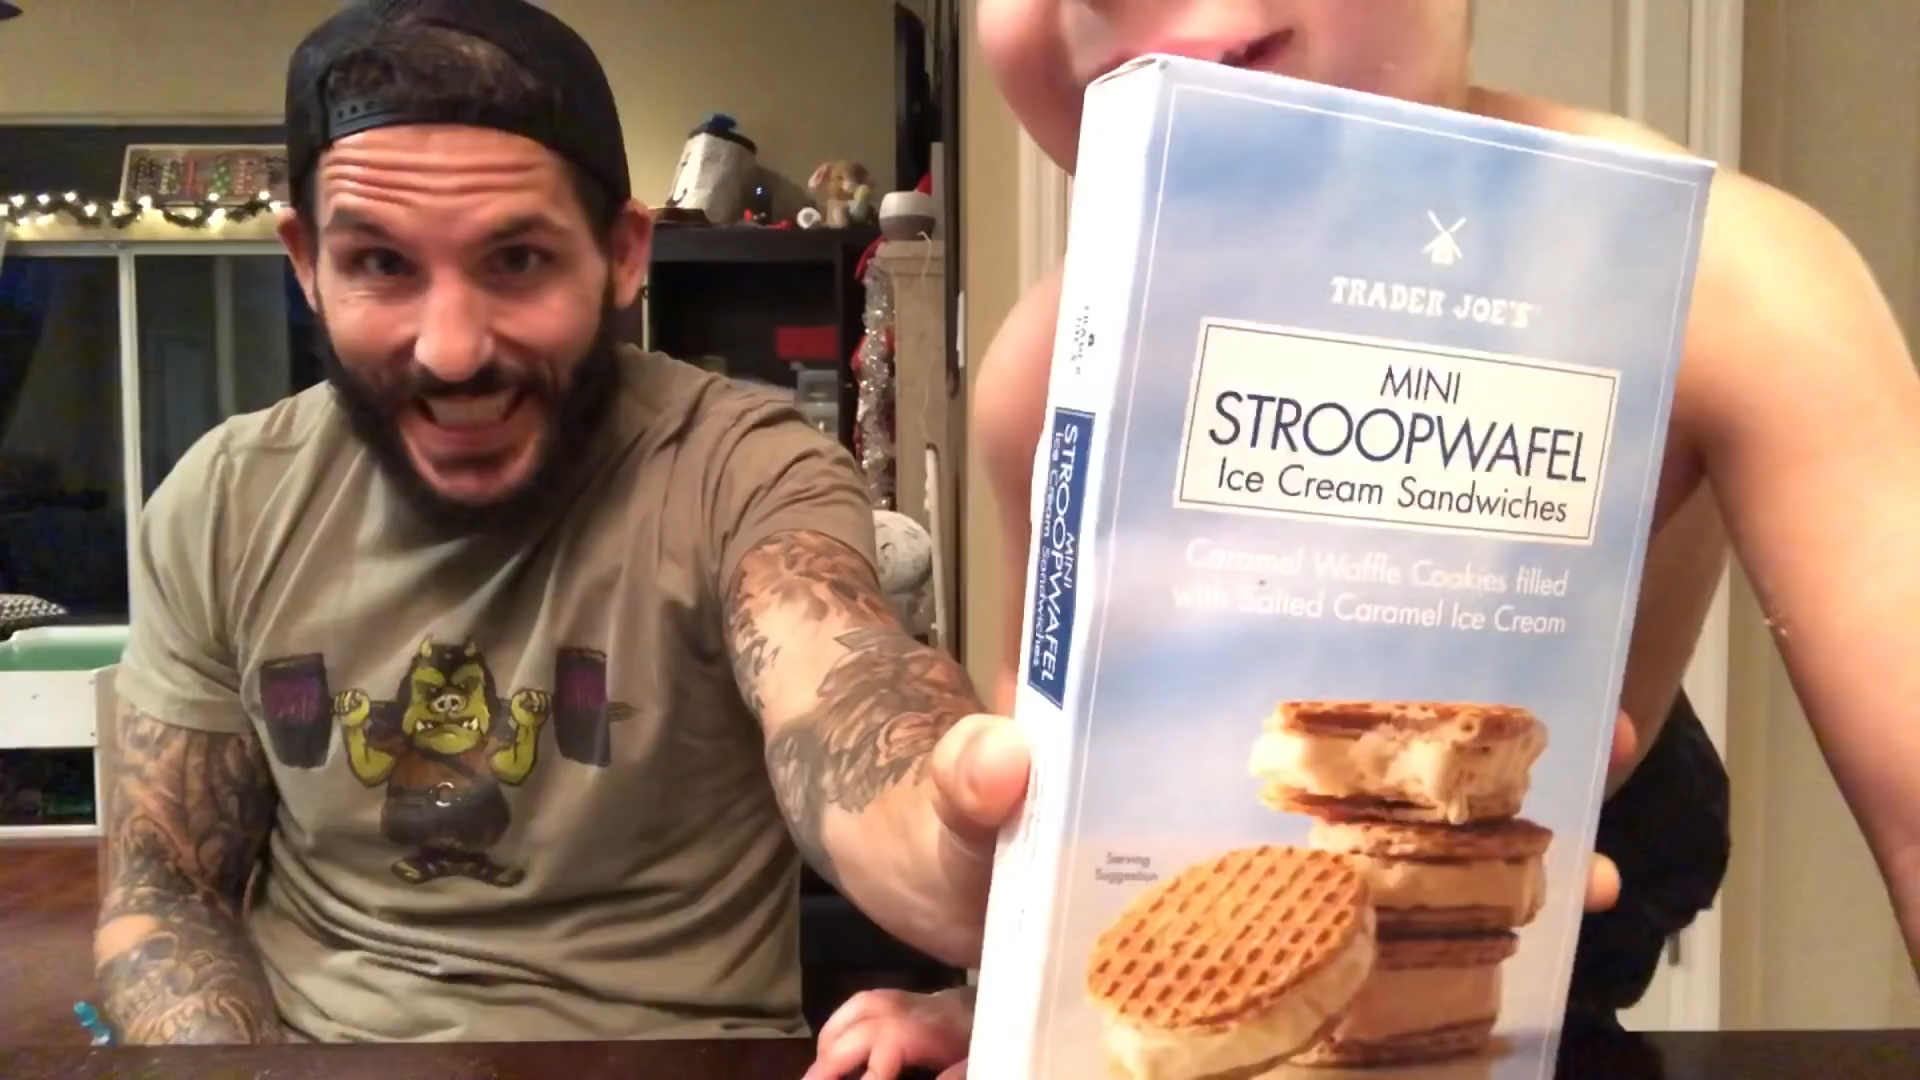 TRADER JOE'S
MINI
STROOPWAFEL
Ice Cream Sandwiches
Caramel Waffle Cookies filled
with Salted Caramel Ice Cream
Serving
Suggestion
MINI
STROOPWAFEL
Ice Cream Sandwiches